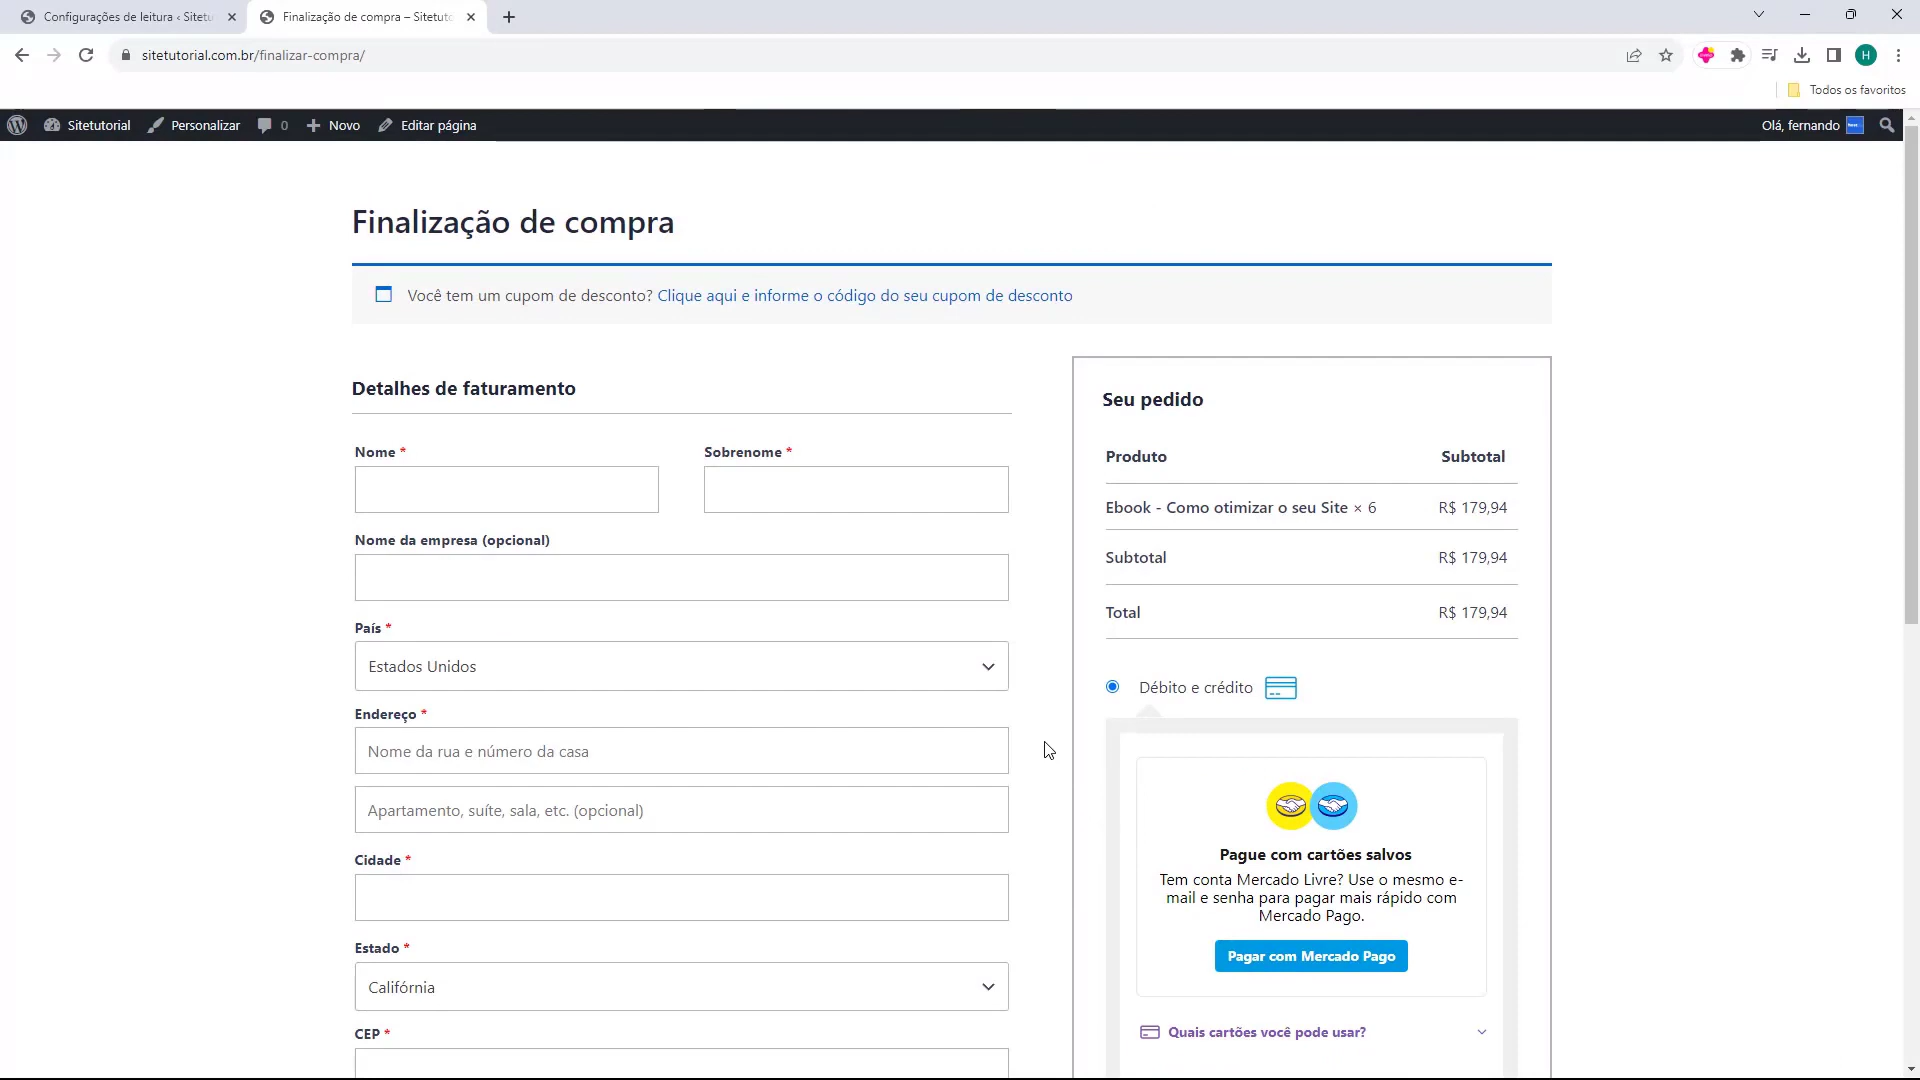 Configurações de leitura ‹ Sitetu
Finalização de compra – Sitetuto
sitetutorial.com.br/finalizar-compra/
H
Todos os favoritos
Sitetutorial
Personalizar
0
Novo
Editar página
Olá, fernando
Finalização de compra
Você tem um cupom de desconto? Clique aqui e informe o código do seu cupom de desconto
Detalhes de faturamento
Nome *
Sobrenome *
Nome da empresa (opcional)
País *
Estados Unidos
Endereço *
Nome da rua e número da casa
Apartamento, suíte, sala, etc. (opcional)
Cidade *
Estado *
Califórnia
CEP *
Seu pedido
Produto Subtotal
Ebook - Como otimizar o seu Site × 6 R$ 179,94
Subtotal R$ 179,94
Total R$ 179,94
Débito e crédito
Pague com cartões salvos
Tem conta Mercado Livre? Use o mesmo e-
mail e senha para pagar mais rápido com
Mercado Pago.
Pagar com Mercado Pago
Quais cartões você pode usar?